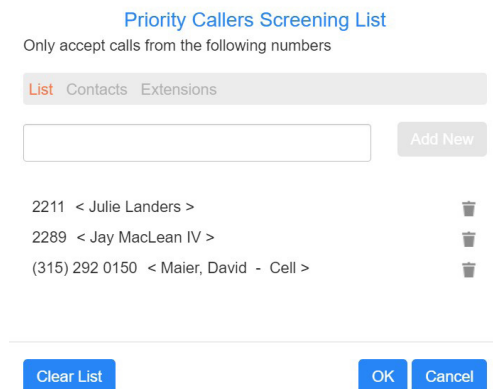 Priority Callers Screening List
Only accept calls from the following numbers
List Contacts Extensions
Add New
2211 < Julie Landers >
2289 < Jay MacLean IV >
(315) 292 0150 < Maier, David - Cell >
Clear List OK Cancel